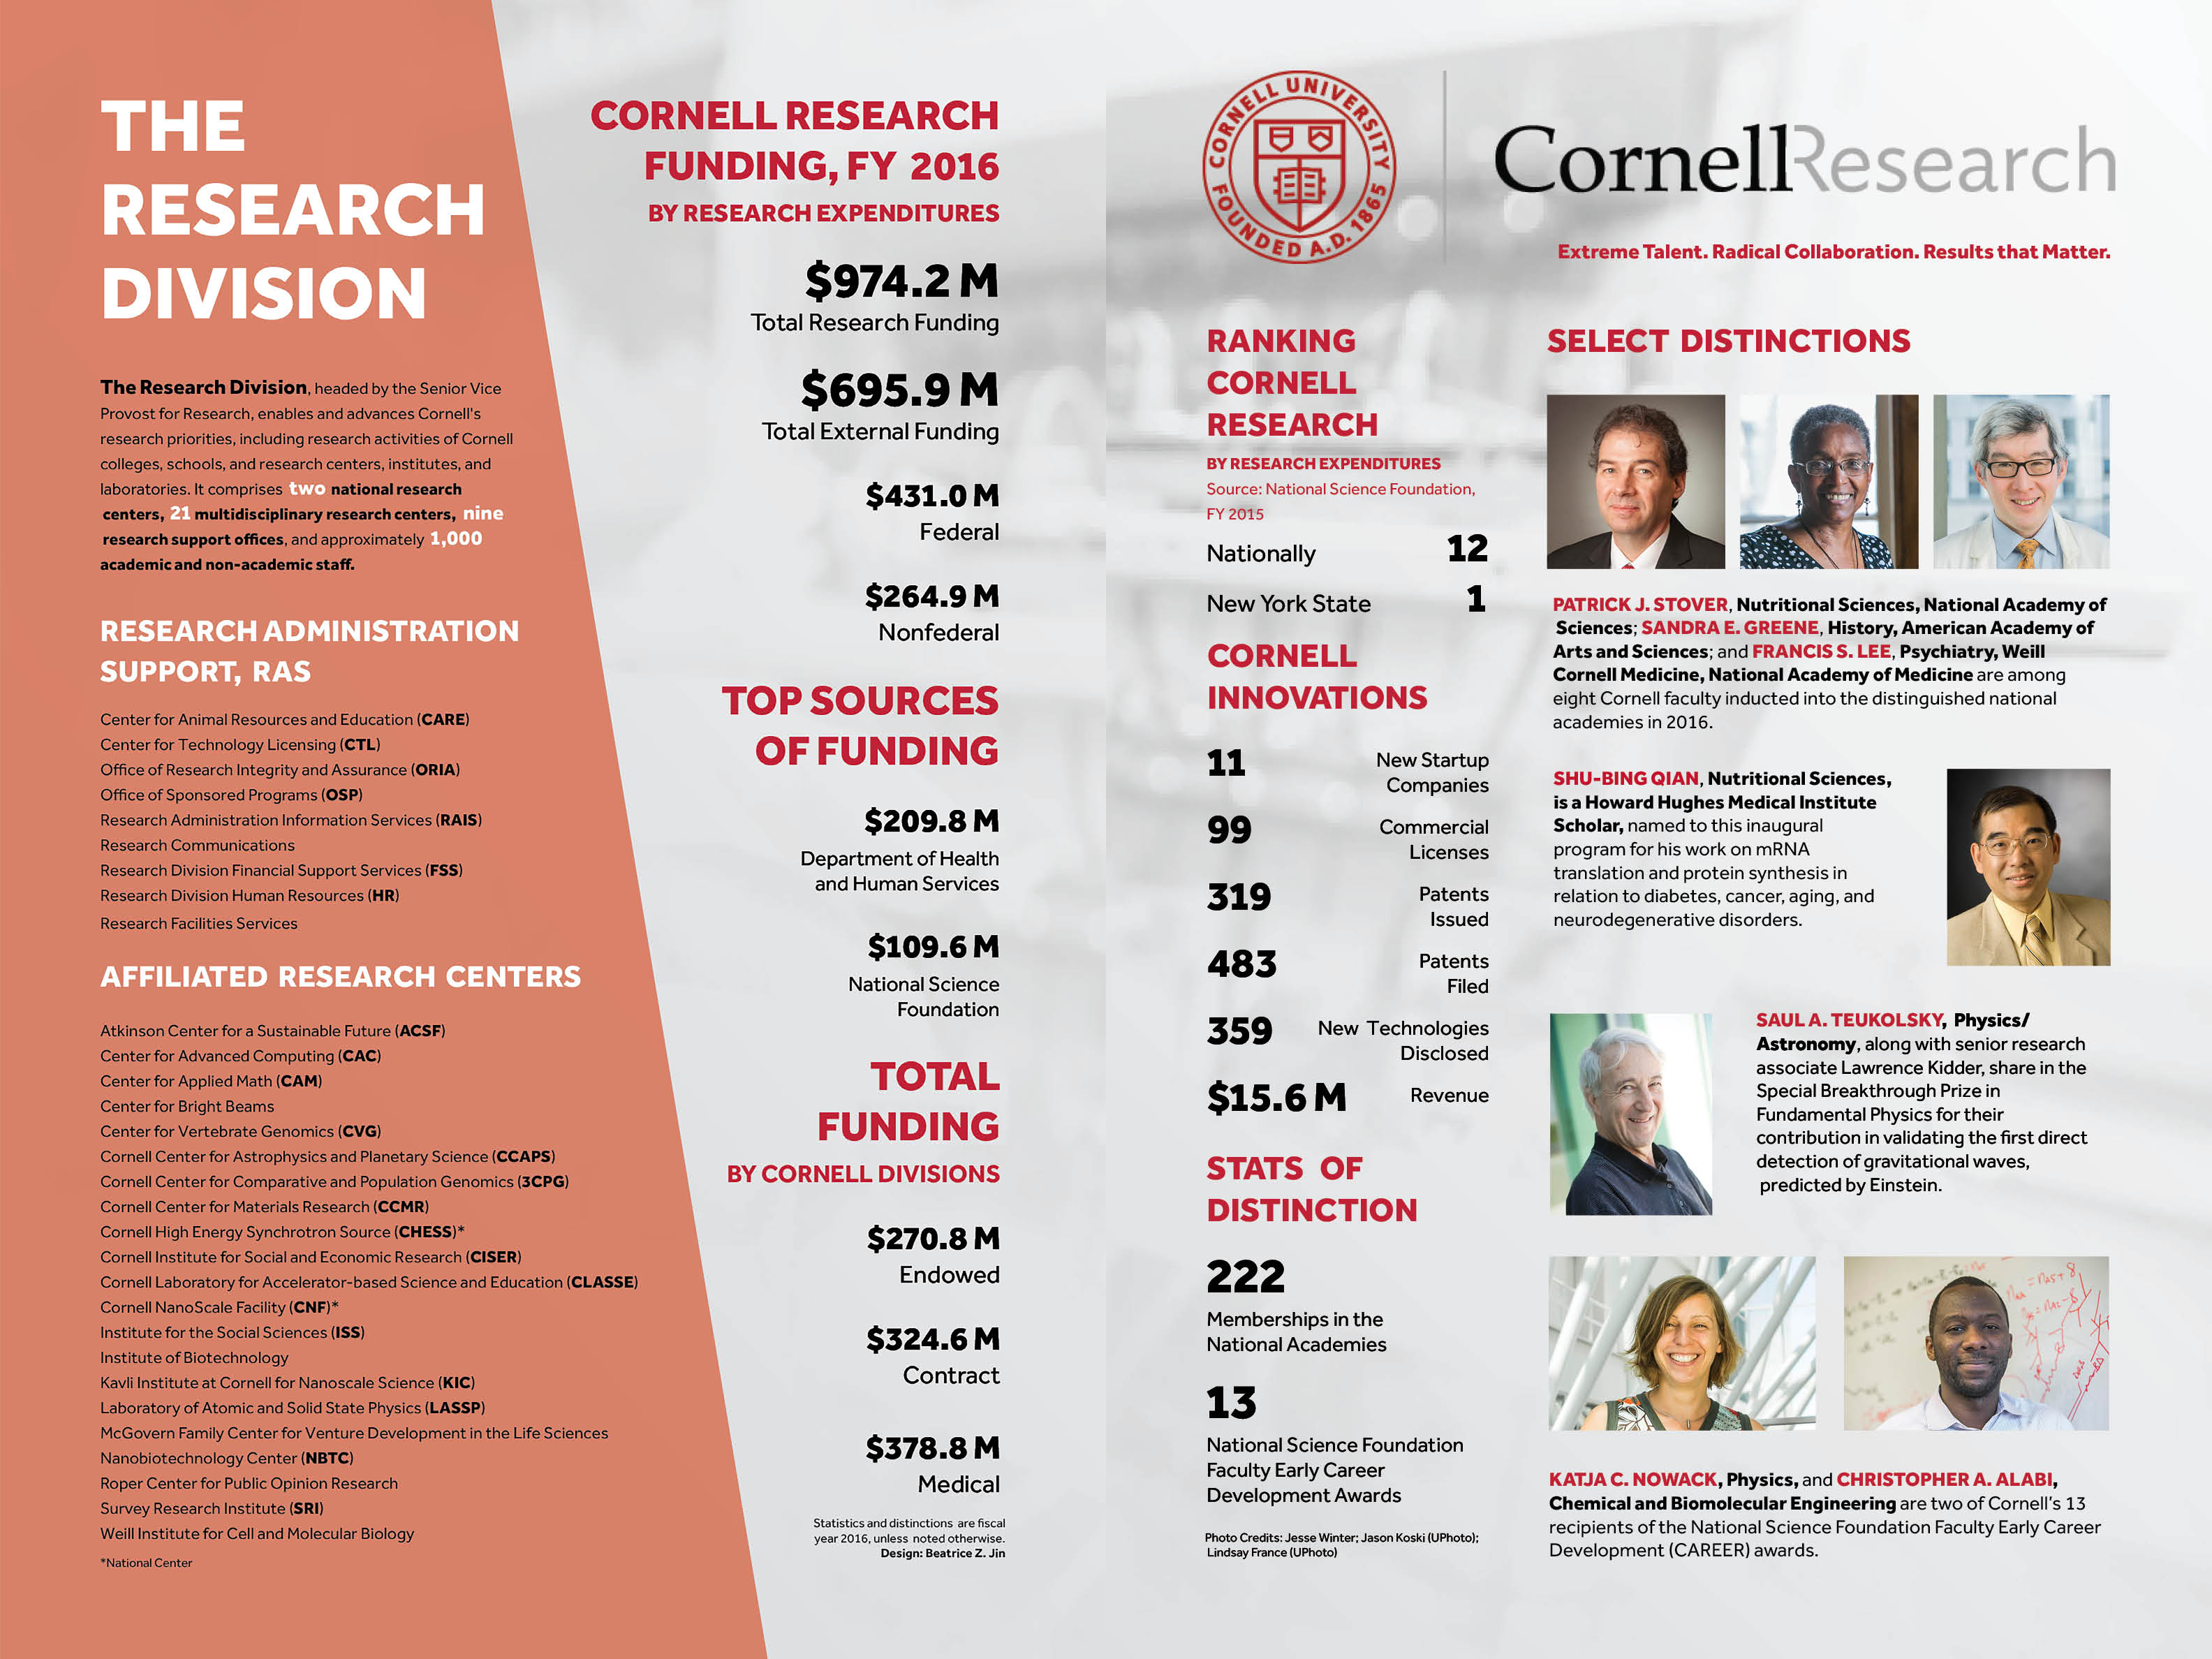 THE
RESEARCH
DIVISION
The Research Division, headed by the Senior Vice
Provost for Research, enables and advances Cornell's
research priorities, including research activities of Cornell
colleges, schools, and research centers, institutes, and
laboratories. It comprises two national research
centers, 21 multidisciplinary research centers, nine
research support offices, and approximately 1,000
academic and non-academic staff.
RESEARCH ADMINISTRATION
SUPPORT, RAS
Center for Animal Resources and Education (CARE)
Center for Technology Licensing (CTL)
Office of Research Integrity and Assurance (ORIA)
Office of Sponsored Programs (OSP)
Research Administration Information Services (RAIS)
Research Communications
Research Division Financial Support Services (FSS)
Research Division Human Resources (HR)
Research Facilities Services
AFFILIATED RESEARCH CENTERS
Atkinson Center for a Sustainable Future (ACSF)
Center for Advanced Computing (CAC)
Center for Applied Math (CAM)
Center for Bright Beams
Center for Vertebrate Genomics (CVG)
Cornell Center for Astrophysics and Planetary Science (CCAPS)
Cornell Center for Comparative and Population Genomics (3CPG)
Cornell Center for Materials Research (CCMR)
Cornell High Energy Synchrotron Source (CHESS)*
Cornell Institute for Social and Economic Research (CISER)
Cornell Laboratory for Accelerator-based Science and Education (CLASSE)
Cornell NanoScale Facility (CNF)*
Institute for the Social Sciences (ISS)
Institute of Biotechnology
Kavli Institute at Cornell for Nanoscale Science (KIC)
Laboratory of Atomic and Solid State Physics (LASSP)
McGovern Family Center for Venture Development in the Life Sciences
Nanobiotechnology Center (NBTC)
Roper Center for Public Opinion Research
Survey Research Institute (SRI)
Weill Institute for Cell and Molecular Biology
*National Center
CORNELL RESEARCH
FUNDING, FY 2016
BY RESEARCH EXPENDITURES
$974.2 M
Total Research Funding
$695.9 M
Total External Funding
$431.0 M
Federal
$264.9 M
Nonfederal
TOP SOURCES
OF FUNDING
$209.8 M
Department of Health
and Human Services
$109.6 M
National Science
Foundation
TOTAL
FUNDING
BY CORNELL DIVISIONS
$270.8 M
Endowed
$324.6 M
Contract
$378.8 M
Medical
Statistics and distinctions are fiscal
year 2016, unless noted otherwise.
Design: Beatrice Z. Jin
CORNELL UNIVERSITY
FOUNDED A.D. 1865
CornellResearch
Extreme Talent. Radical Collaboration. Results that Matter.
RANKING
CORNELL
RESEARCH
BY RESEARCH EXPENDITURES
Source: National Science Foundation,
FY 2015
Nationally 12
New York State 1
CORNELL
INNOVATIONS
11 New Startup
Companies
99 Commercial
Licenses
319 Patents
Issued
483 Patents
Filed
359 New Technologies
Disclosed
$15.6 M Revenue
STATS OF
DISTINCTION
222
Memberships in the
National Academies
13
National Science Foundation
Faculty Early Career
Development Awards
Photo Credits: Jesse Winter; Jason Koski (UPhoto);
Lindsay France (UPhoto)
SELECT DISTINCTIONS
PATRICK J. STOVER, Nutritional Sciences, National Academy of
Sciences; SANDRA E. GREENE, History, American Academy of
Arts and Sciences; and FRANCIS S. LEE, Psychiatry, Weill
Cornell Medicine, National Academy of Medicine are among
eight Cornell faculty inducted into the distinguished national
academies in 2016.
SHU-BING QIAN, Nutritional Sciences,
is a Howard Hughes Medical Institute
Scholar, named to this inaugural
program for his work on mRNA
translation and protein synthesis in
relation to diabetes, cancer, aging, and
neurodegenerative disorders.
SAUL A. TEUKOLSKY, Physics/
Astronomy, along with senior research
associate Lawrence Kidder, share in the
Special Breakthrough Prize in
Fundamental Physics for their
contribution in validating the first direct
detection of gravitational waves,
predicted by Einstein.
KATJA C. NOWACK, Physics, and CHRISTOPHER A. ALABI,
Chemical and Biomolecular Engineering are two of Cornell's 13
recipients of the National Science Foundation Faculty Early Career
Development (CAREER) awards.